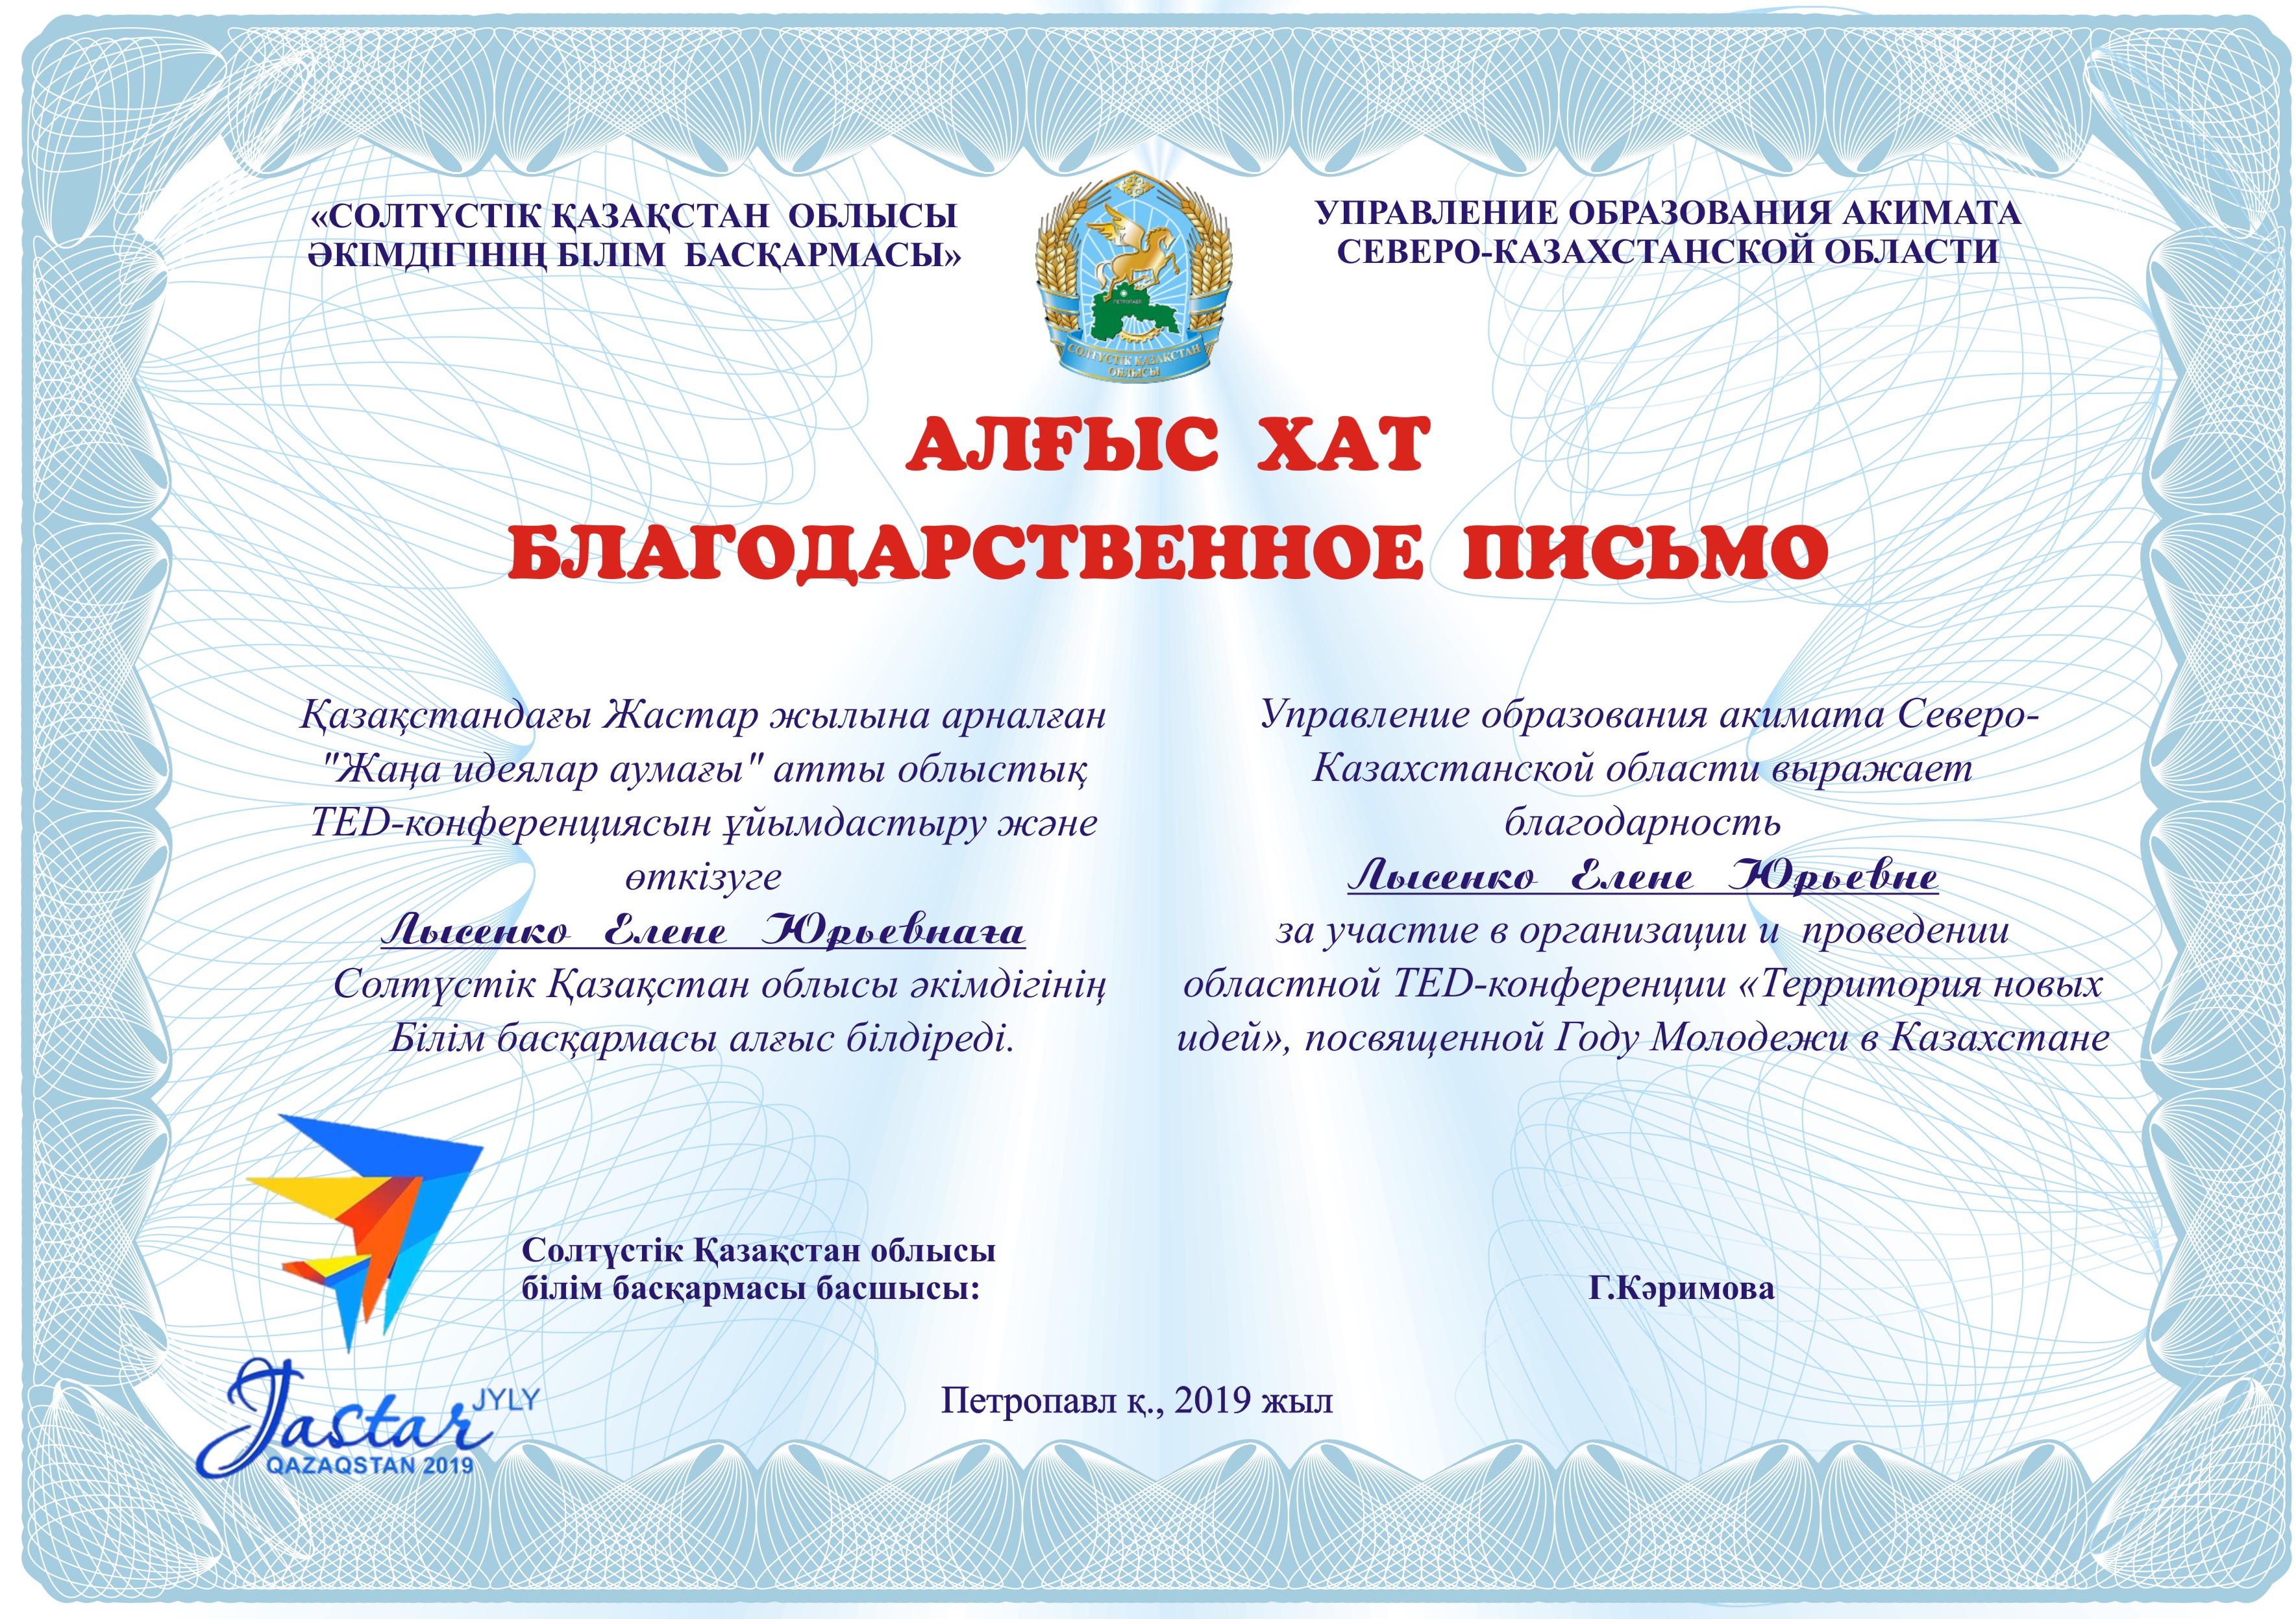 «СОЛТҮСТІК ҚАЗАҚСТАН ОБЛЫСЫ
ӘКІМДІГІНІҢ БІЛІМ БАСҚАРМАСЫ»
УПРАВЛЕНИЕ ОБРАЗОВАНИЯ АКИМАТА
СЕВЕРО-КАЗАХСТАНСКОЙ ОБЛАСТИ
ПЕТРОПАВЛ
СОЛТҮСТІК ҚАЗАҚСТАН
ОБЛЫСЫ
АЛҒЫС ХАТ
БЛАГОДАРСТВЕННОЕ ПИСЬМО
Қазақстандағы Жастар жылына арналған
"Жаңа идеялар аумағы" атты облыстық
TED-конференциясын ұйымдастыру және
өткізуге
Лысенко Елене Юрьевнаға
Солтүстік Қазақстан облысы әкімдігінің
Білім басқармасы алғыс білдіреді.
Управление образования акимата Северо-
Казахстанской области выражает
благодарность
Лысенко Елене Юрьевне
за участие в организации и проведении
областной TED-конференции «Территория новых
идей», посвященной Году Молодежи в Казахстане
Солтүстік Қазақстан облысы
білім басқармасы басшысы:
Г.Кәримова
Jastar JYLY
QAZAQSTAN 2019
Петропавл қ., 2019 жыл